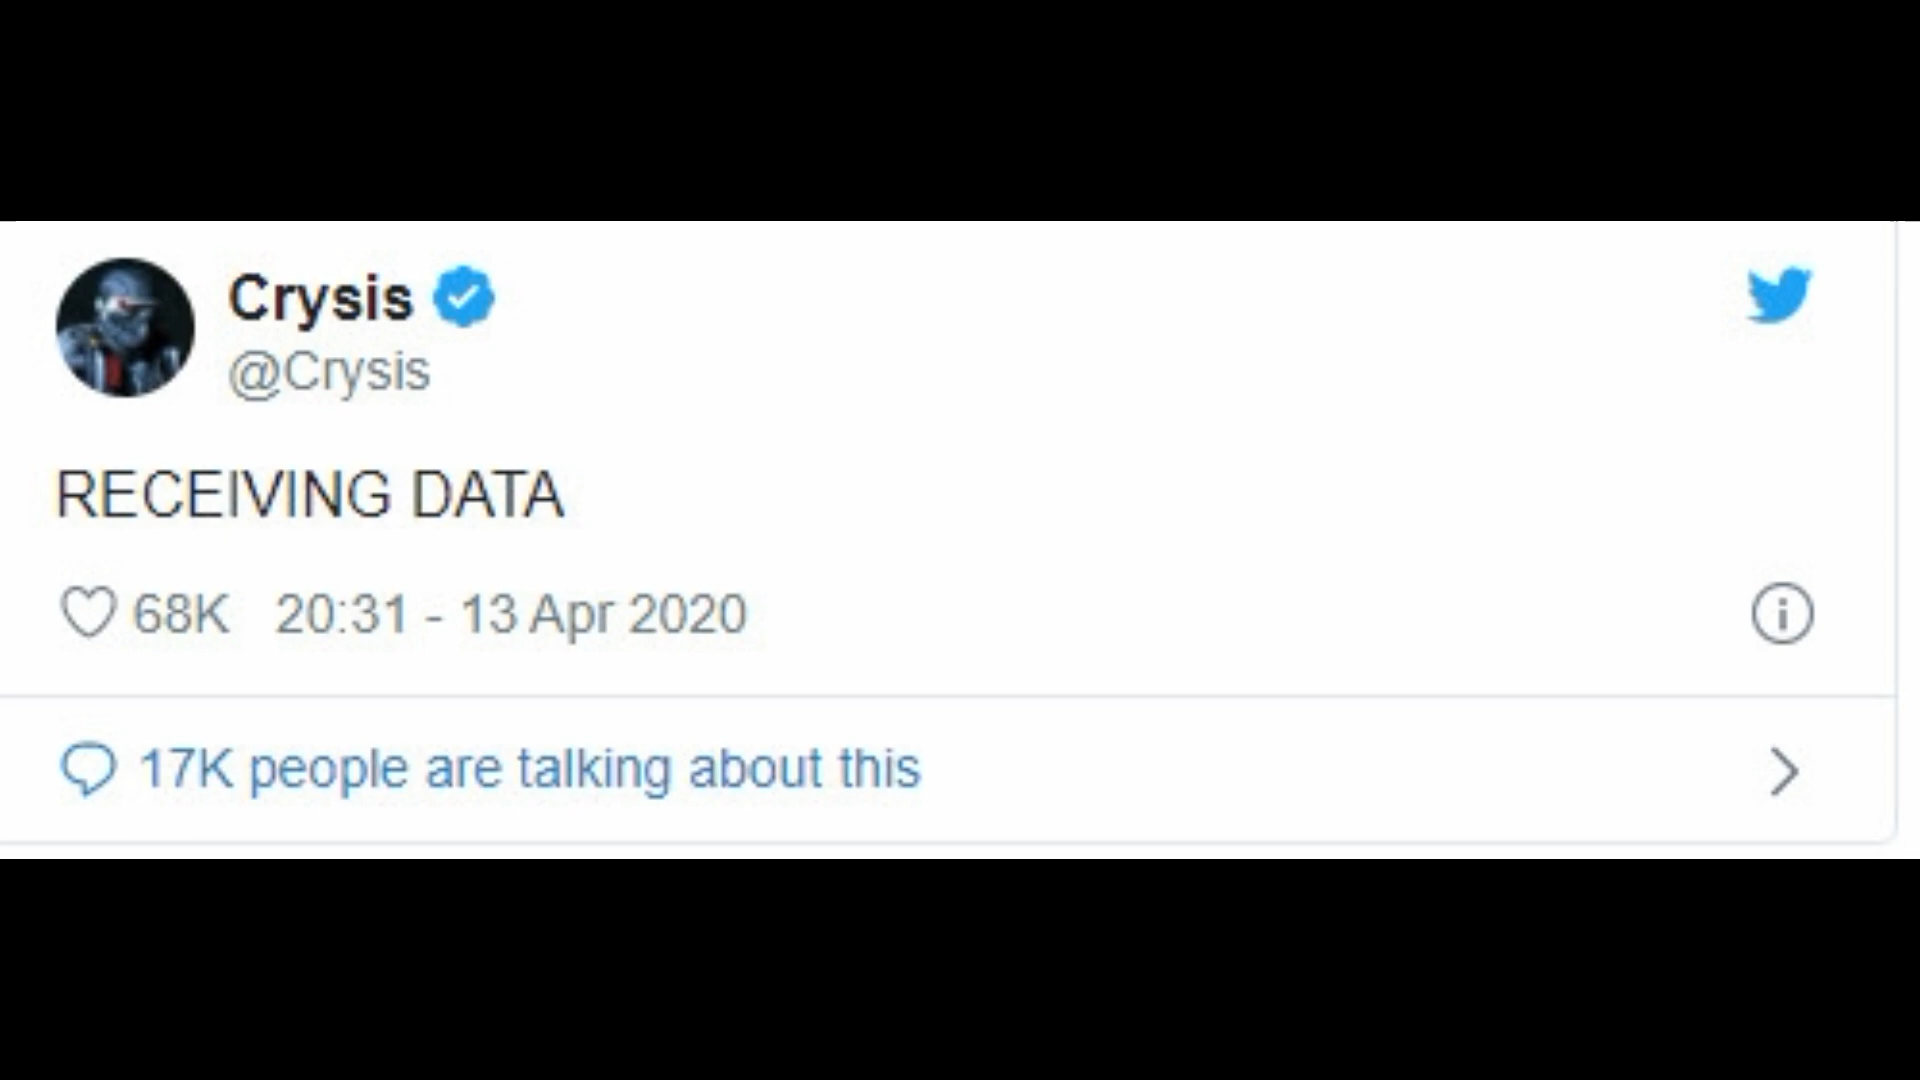 Crysis
@Crysis
RECEIVING DATA
68K 20:31 - 13 Apr 2020
17K people are talking about this